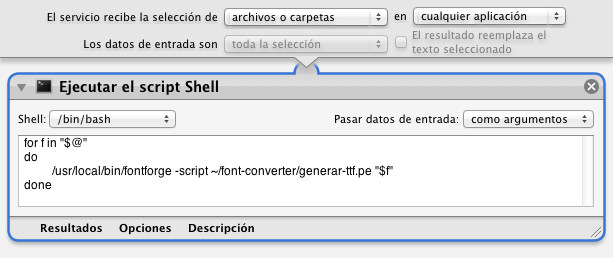 El servicio recibe la selección de archivos o carpetas en cualquier aplicación
Los datos de entrada son toda la selección El resultado reemplaza el
texto seleccionado
Ejecutar el script Shell
Shell: /bin/bash Pasar datos de entrada: como argumentos
for f in "$@"
do
/usr/local/bin/fontforge -script ~/font-converter/generar-ttf.pe "$f"
done
Resultados Opciones Descripción